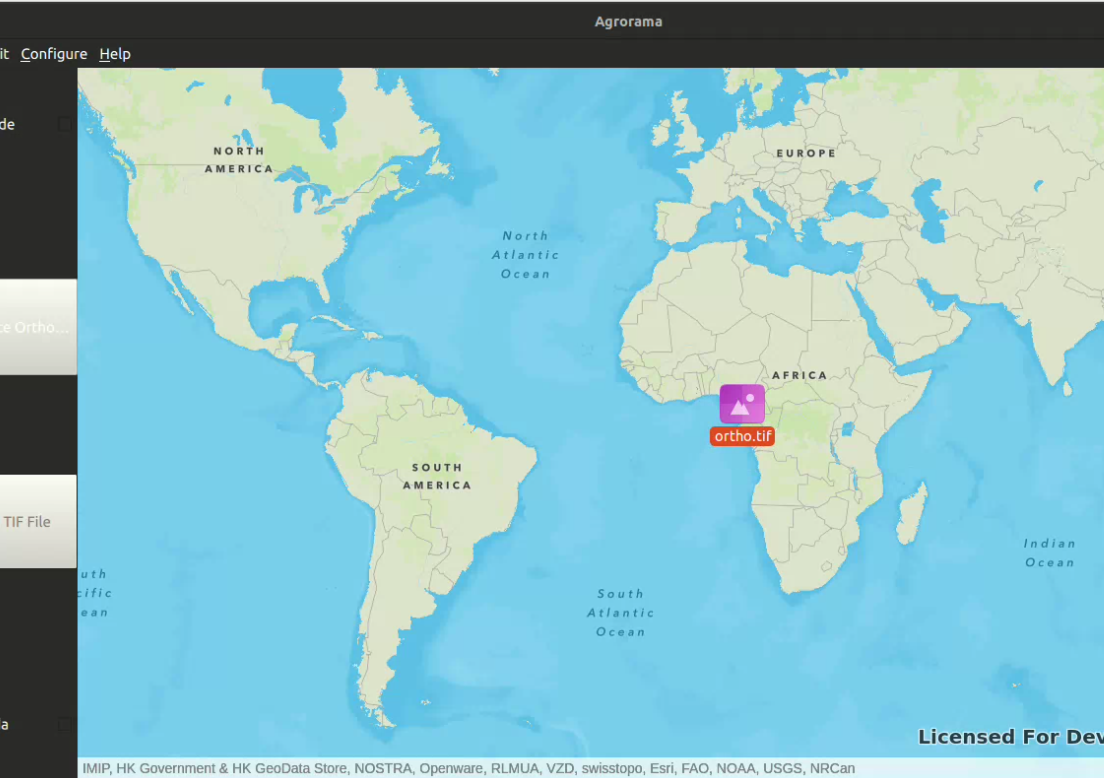 Agrorama
it Configure Help
de
NORTH
AMERICA
EUROPE
North
Atlantic
Ocean
ce Ortho...
AFRICA
ortho.tif
SOUTH
AMERICA
TIF File
Indian
Ocean
uth
cific
ean
South
Atlantic
Ocean
la
Licensed For Dev
IMIP, HK Government & HK GeoData Store, NOSTRA, Openware, RLMUA, VZD, swisstopo, Esri, FAO, NOAA, USGS, NRCan